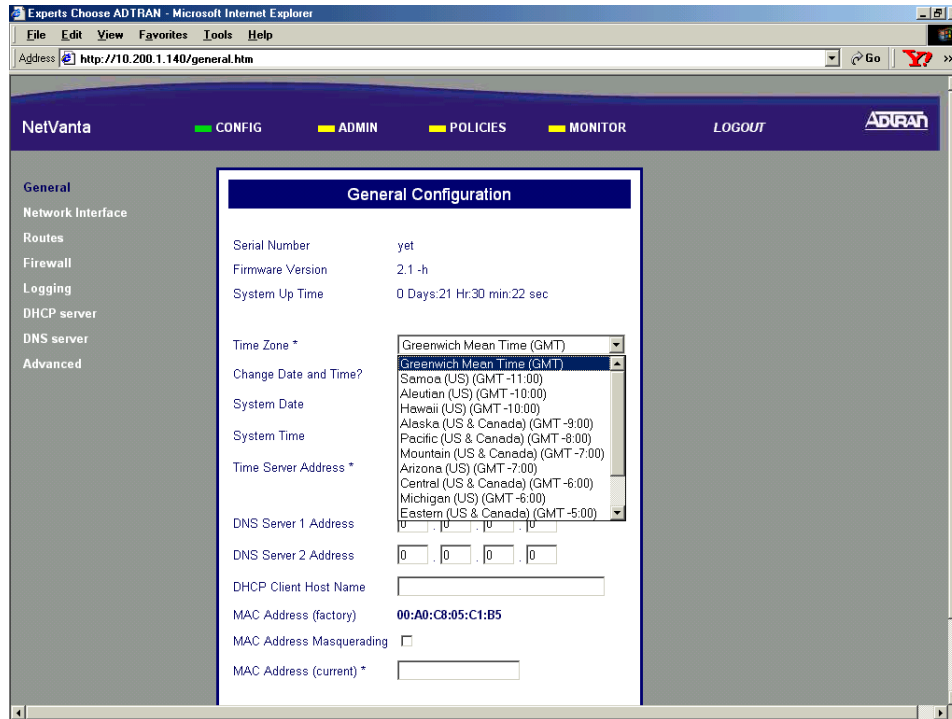 Experts Choose ADTRAN - Microsoft Internet Explorer
File Edit View Favorites Tools Help
Address http://10.200.1.140/general.htm Go Y! »
NetVanta CONFIG ADMIN POLICIES MONITOR LOGOUT ADTRAN
General
Network Interface
Routes
Firewall
Logging
DHCP server
DNS server
Advanced
General Configuration
Serial Number yet
Firmware Version 2.1 -h
System Up Time 0 Days:21 Hr:30 min:22 sec
Time Zone * Greenwich Mean Time (GMT)
Greenwich Mean Time (GMT)
Samoa (US) (GMT -11:00)
Aleutian (US) (GMT -10:00)
Hawaii (US) (GMT -10:00)
Alaska (US & Canada) (GMT -9:00)
Pacific (US & Canada) (GMT -8:00)
Mountain (US & Canada) (GMT -7:00)
Arizona (US) (GMT -7:00)
Central (US & Canada) (GMT -6:00)
Michigan (US) (GMT -6:00)
Eastern (US & Canada) (GMT -5:00)
Change Date and Time?
System Date
System Time
Time Server Address *
DNS Server 1 Address 0 . 0 . 0 . 0
DNS Server 2 Address 0 . 0 . 0 . 0
DHCP Client Host Name
MAC Address (factory) 00:A0:C8:05:C1:B5
MAC Address Masquerading
MAC Address (current) *